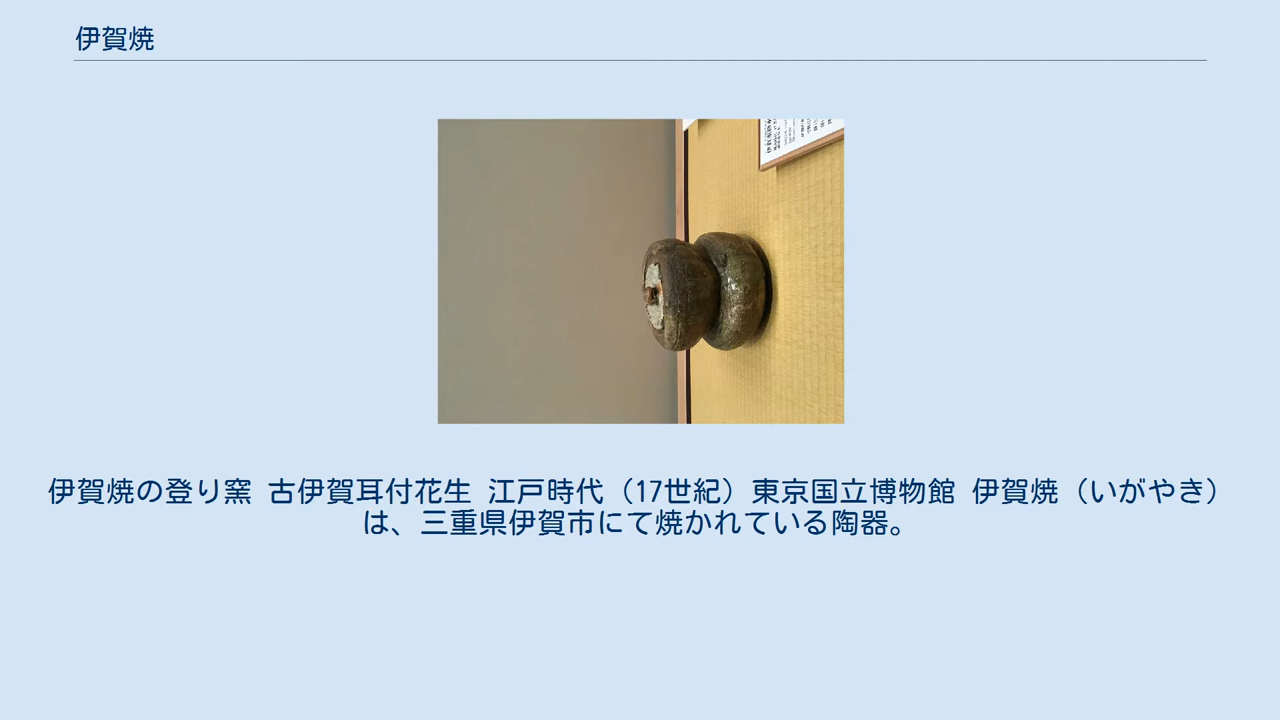 伊賀焼
伊賀焼の登り窯 古伊賀耳付花生 江戸時代（17世紀）東京国立博物館 伊賀焼（いがやき）
は、三重県伊賀市にて焼かれている陶器。